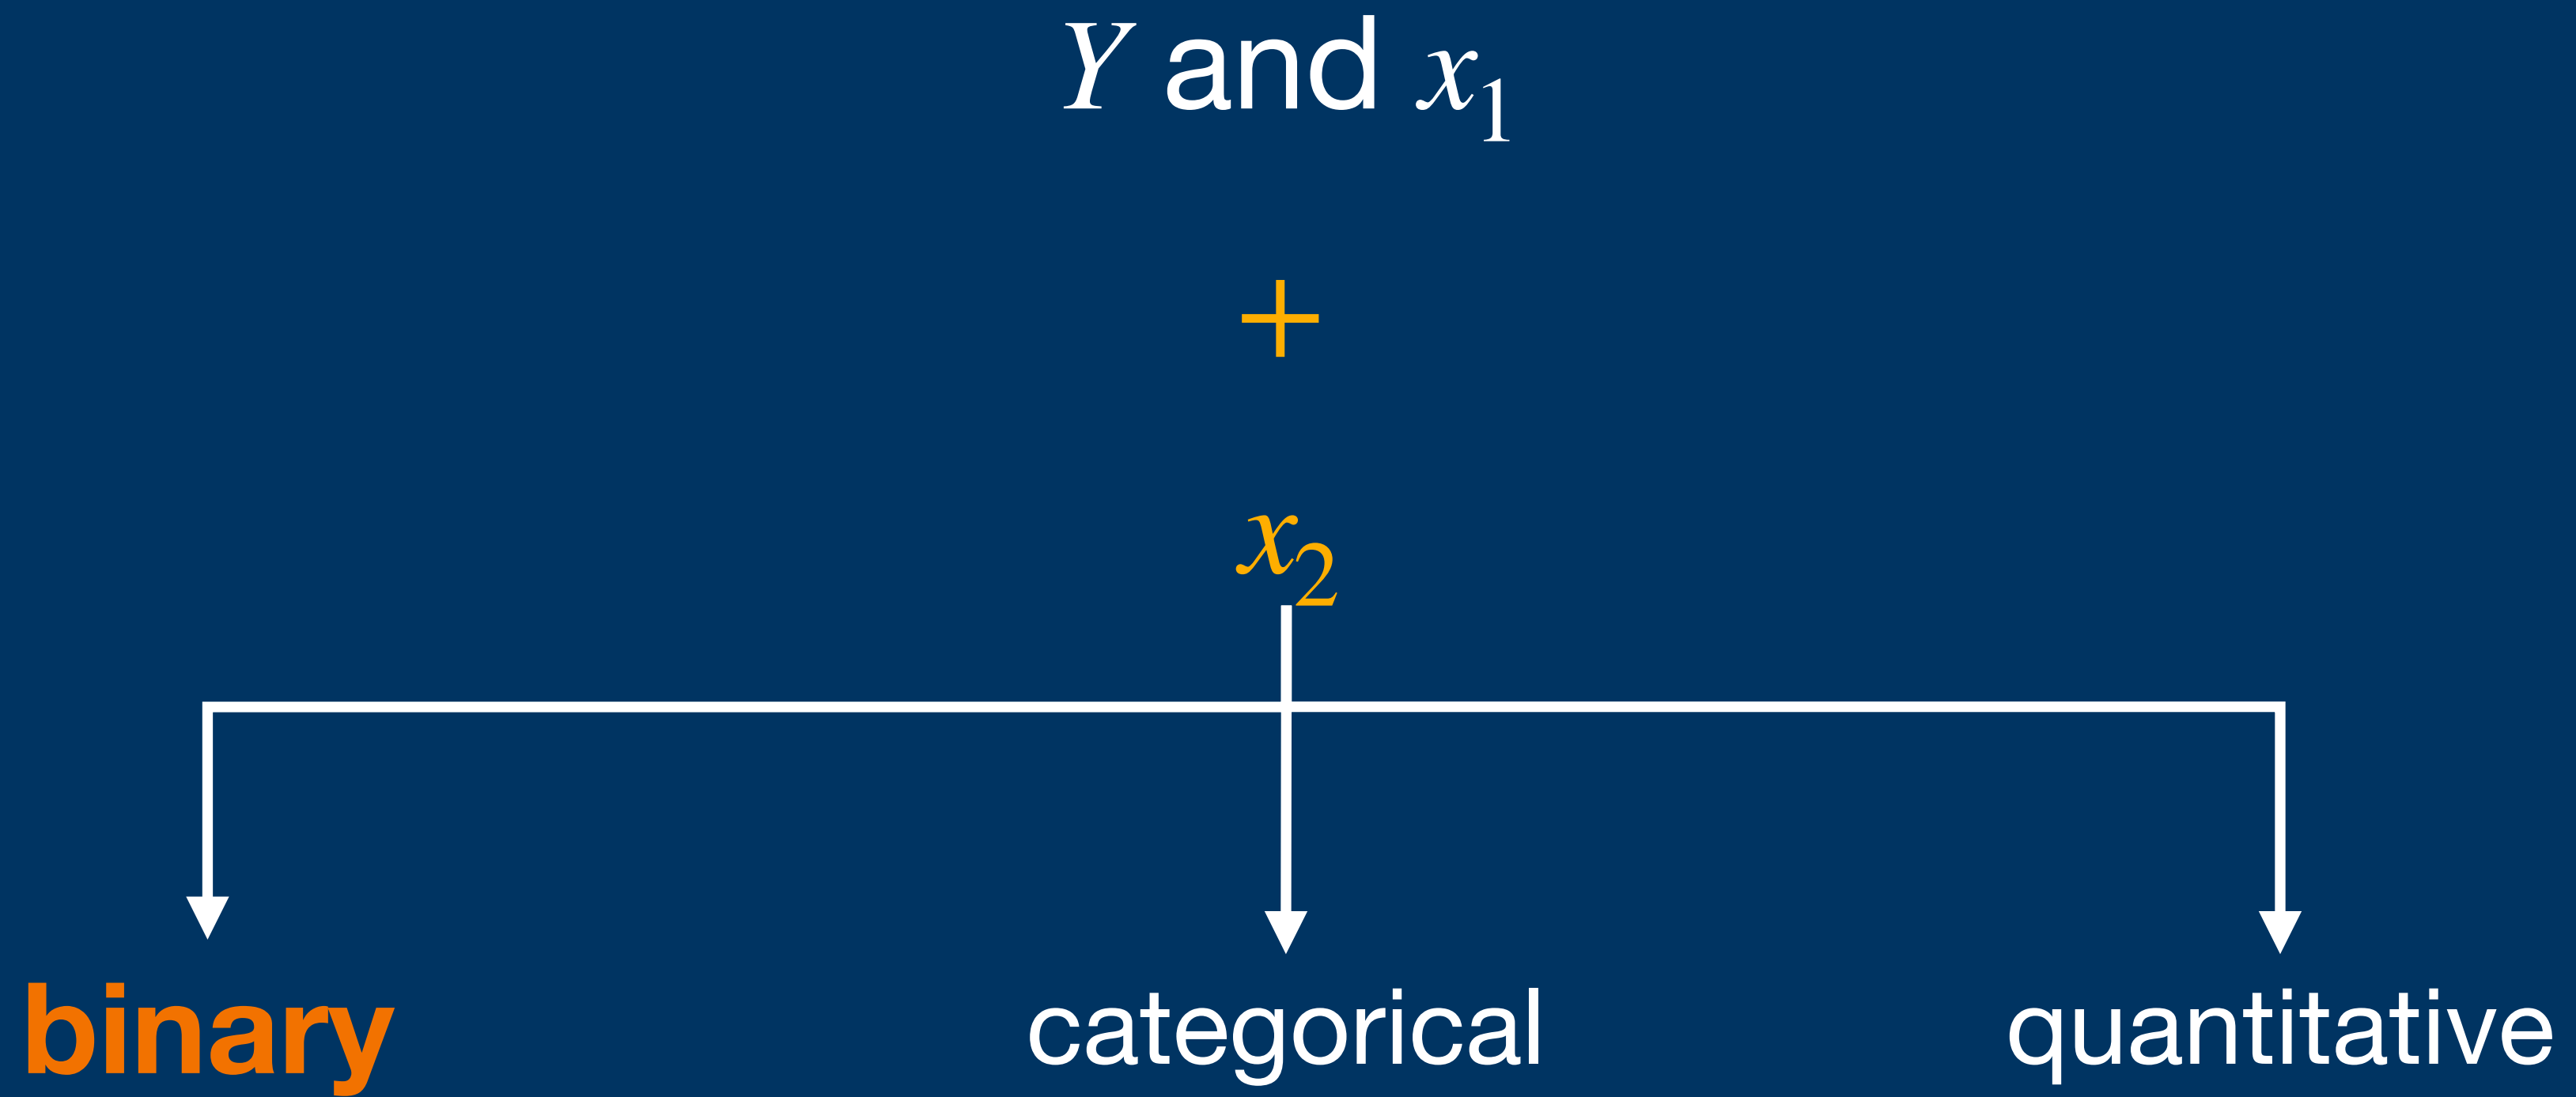 Y and x₁
+
x₂
binary categorical quantitative